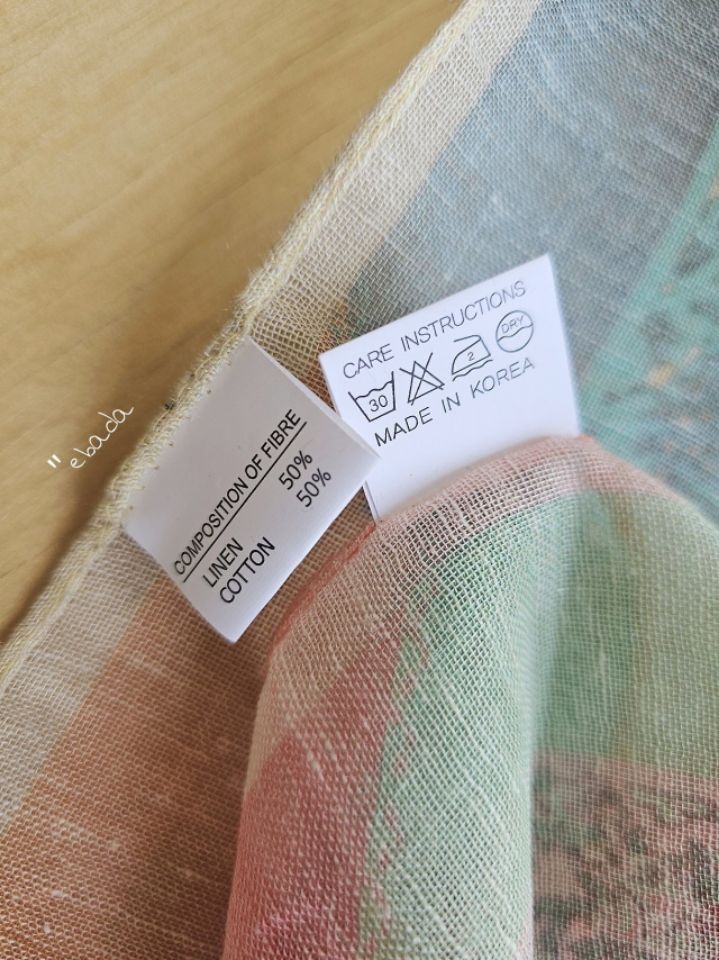 CARE INSTRUCTIONS
30 2 DRY
MADE IN KOREA
COMPOSITION OF FIBRE
LINEN 50%
COTTON 50%
"ebada